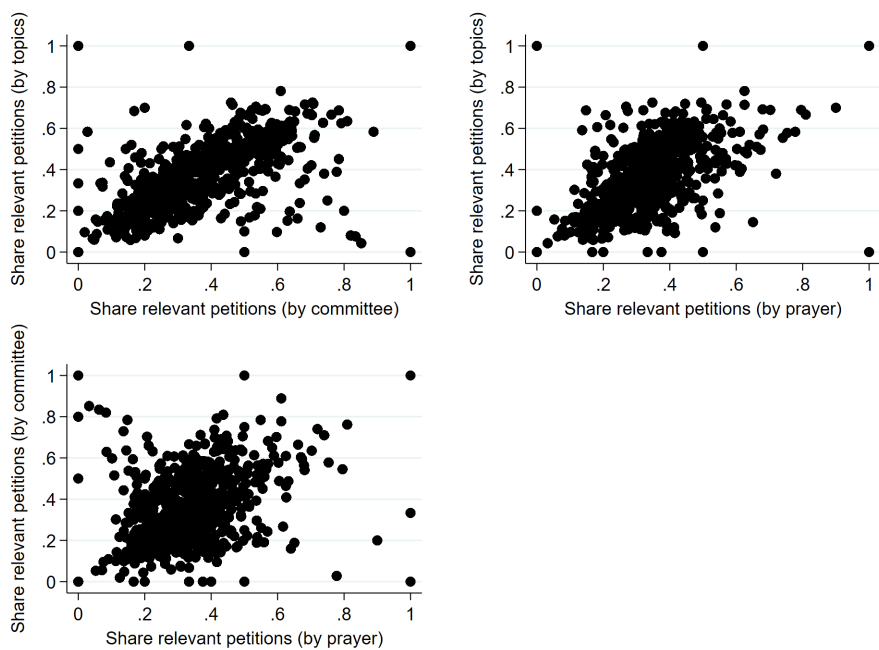 Share relevant petitions (by topics)
1
.8
.6
.4
.2
0
0 .2 .4 .6 .8 1
Share relevant petitions (by committee)
Share relevant petitions (by topics)
1
.8
.6
.4
.2
0
0 .2 .4 .6 .8 1
Share relevant petitions (by prayer)
Share relevant petitions (by committee)
1
.8
.6
.4
.2
0
0 .2 .4 .6 .8 1
Share relevant petitions (by prayer)